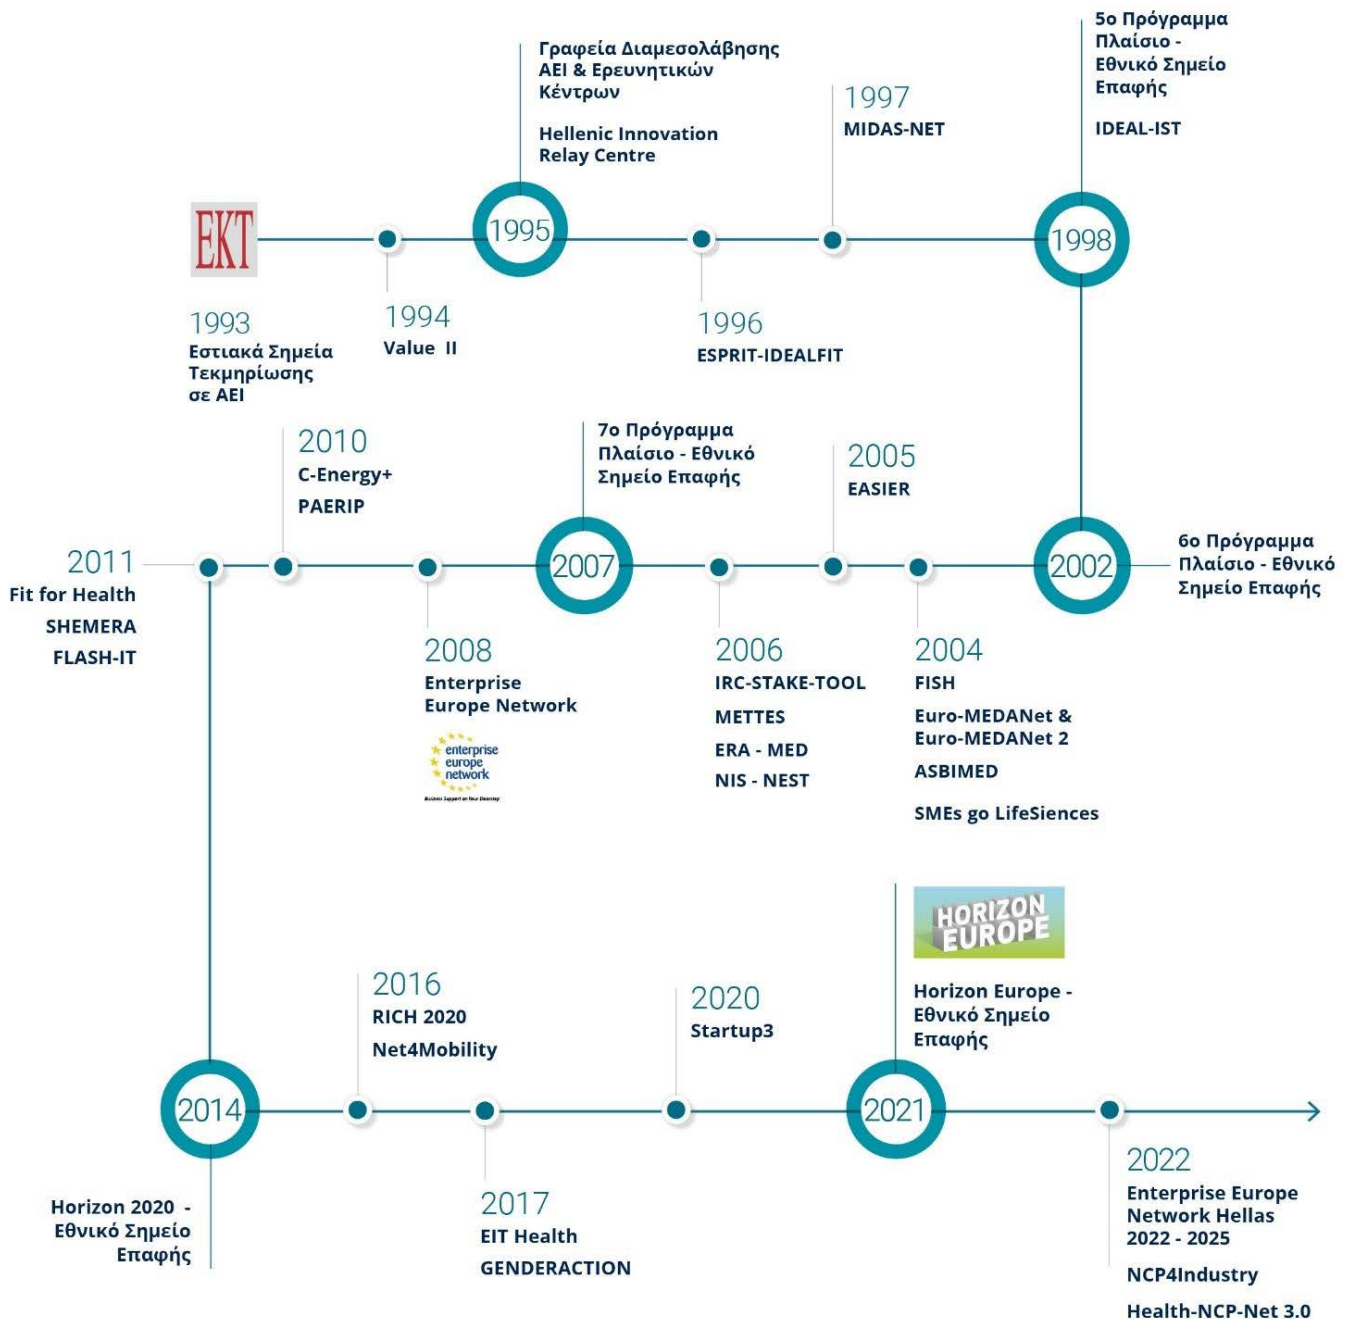 Γραφεία Διαμεσολάβησης
ΑΕΙ & Ερευνητικών
Κέντρων
Hellenic Innovation
Relay Centre
1997
MIDAS-NET
5ο Πρόγραμμα
Πλαίσιο -
Εθνικό Σημείο
Επαφής
IDEAL-IST
ΕΚΤ
1995
1998
1993
Εστιακά Σημεία
Τεκμηρίωσης
σε ΑΕΙ
1994
Value II
1996
ESPRIT-IDEALFIT
2010
C-Energy+
PAERIP
7ο Πρόγραμμα
Πλαίσιο - Εθνικό
Σημείο Επαφής
2005
EASIER
2011
Fit for Health
SHEMERA
FLASH-IT
2007
2002
6ο Πρόγραμμα
Πλαίσιο - Εθνικό
Σημείο Επαφής
2008
Enterprise
Europe Network
enterprise
europe
network
Business Support on Your Doorstep
2006
IRC-STAKE-TOOL
METTES
ERA - MED
NIS - NEST
2004
FISH
Euro-MEDANet &
Euro-MEDANet 2
ASBIMED
SMEs go LifeSiences
HORIZON
EUROPE
Horizon Europe -
Εθνικό Σημείο
Επαφής
2016
RICH 2020
Net4Mobility
2020
Startup3
2014
2021
Horizon 2020 -
Εθνικό Σημείο
Επαφής
2017
EIT Health
GENDERACTION
2022
Enterprise Europe
Network Hellas
2022 - 2025
NCP4Industry
Health-NCP-Net 3.0